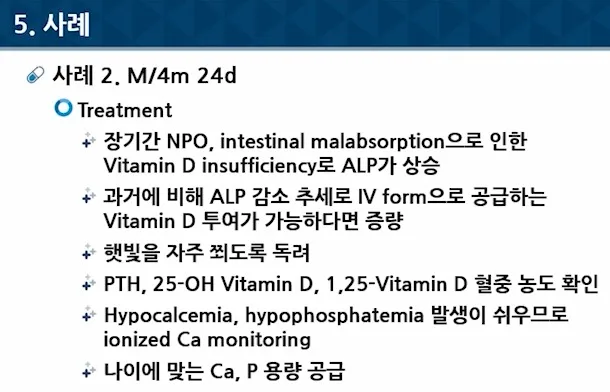 5. 사례
사례 2. M/4m 24d
Treatment
장기간 NPO, intestinal malabsorption으로 인한
Vitamin D insufficiency로 ALP가 상승
과거에 비해 ALP 감소 추세로 IV form으로 공급하는
Vitamin D 투여가 가능하다면 증량
햇빛을 자주 쬐도록 독려
PTH, 25-OH Vitamin D, 1,25-Vitamin D 혈중 농도 확인
Hypocalcemia, hypophosphatemia 발생이 쉬우므로
ionized Ca monitoring
나이에 맞는 Ca, P 용량 공급